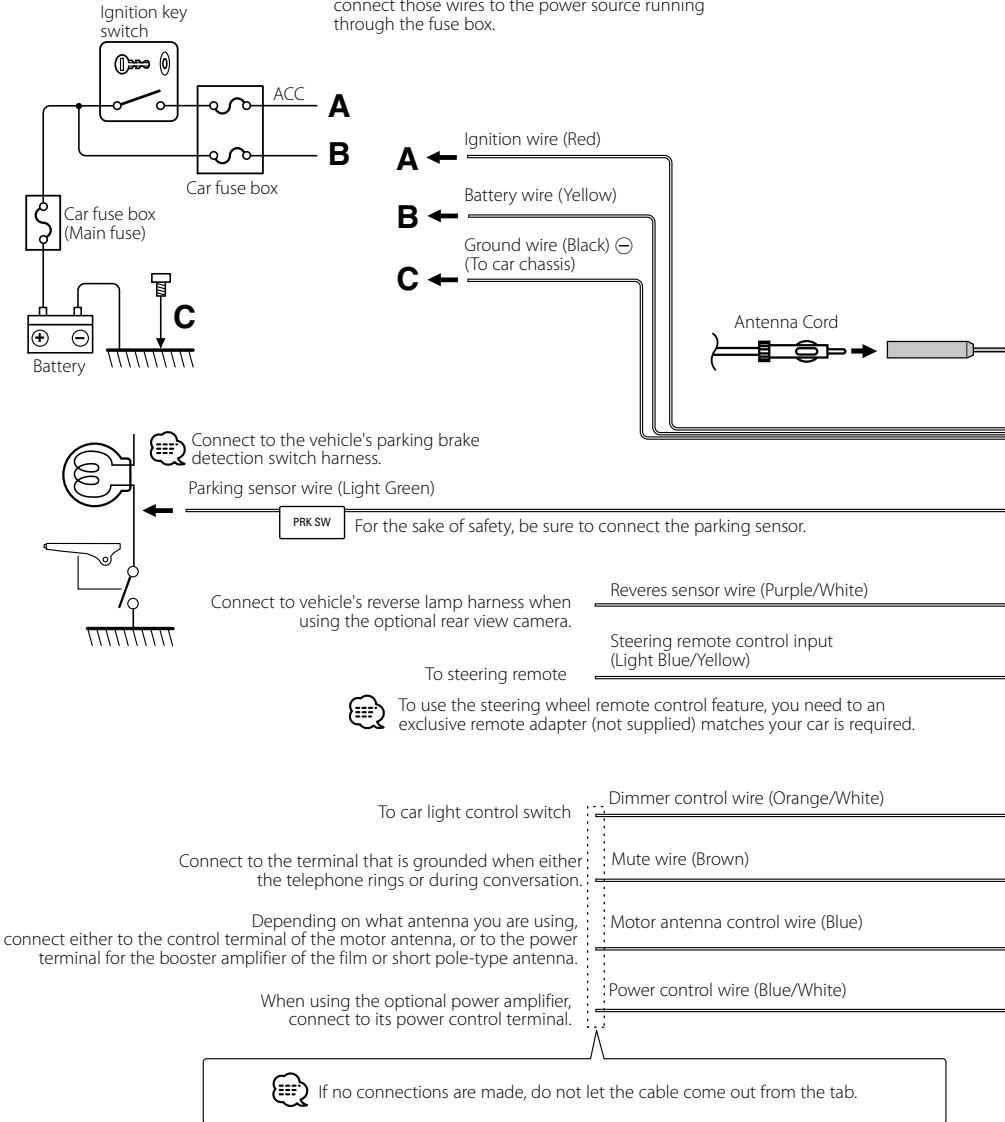 connect those wires to the power source running
through the fuse box.
Ignition key
switch
ACC
A
B
Car fuse box
Car fuse box
(Main fuse)
C
Battery
A
Ignition wire (Red)
B
Battery wire (Yellow)
C
Ground wire (Black) ⊖
(To car chassis)
Antenna Cord
Connect to the vehicle's parking brake
detection switch harness.
Parking sensor wire (Light Green)
PRK SW
For the sake of safety, be sure to connect the parking sensor.
Connect to vehicle's reverse lamp harness when
using the optional rear view camera.
Reveres sensor wire (Purple/White)
To steering remote
Steering remote control input
(Light Blue/Yellow)
To use the steering wheel remote control feature, you need to an
exclusive remote adapter (not supplied) matches your car is required.
To car light control switch
Dimmer control wire (Orange/White)
Connect to the terminal that is grounded when either
the telephone rings or during conversation.
Mute wire (Brown)
Depending on what antenna you are using,
connect either to the control terminal of the motor antenna, or to the power
terminal for the booster amplifier of the film or short pole-type antenna.
Motor antenna control wire (Blue)
When using the optional power amplifier,
connect to its power control terminal.
Power control wire (Blue/White)
If no connections are made, do not let the cable come out from the tab.